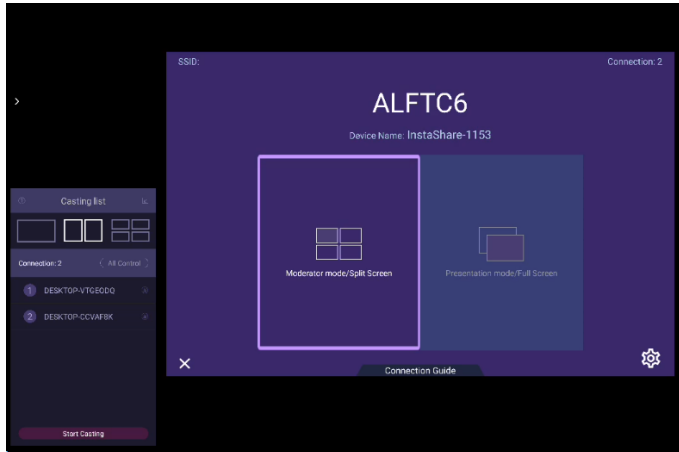 SSID:
Connection: 2
ALFTC6
Device Name: InstaShare-1153
Casting list
Moderator mode/Split Screen
Presentation mode/Full Screen
Connection: 2
All Control
1 DESKTOP-VTGEODQ
2 DESKTOP-CCVAF8K
Connection Guide
Start Casting